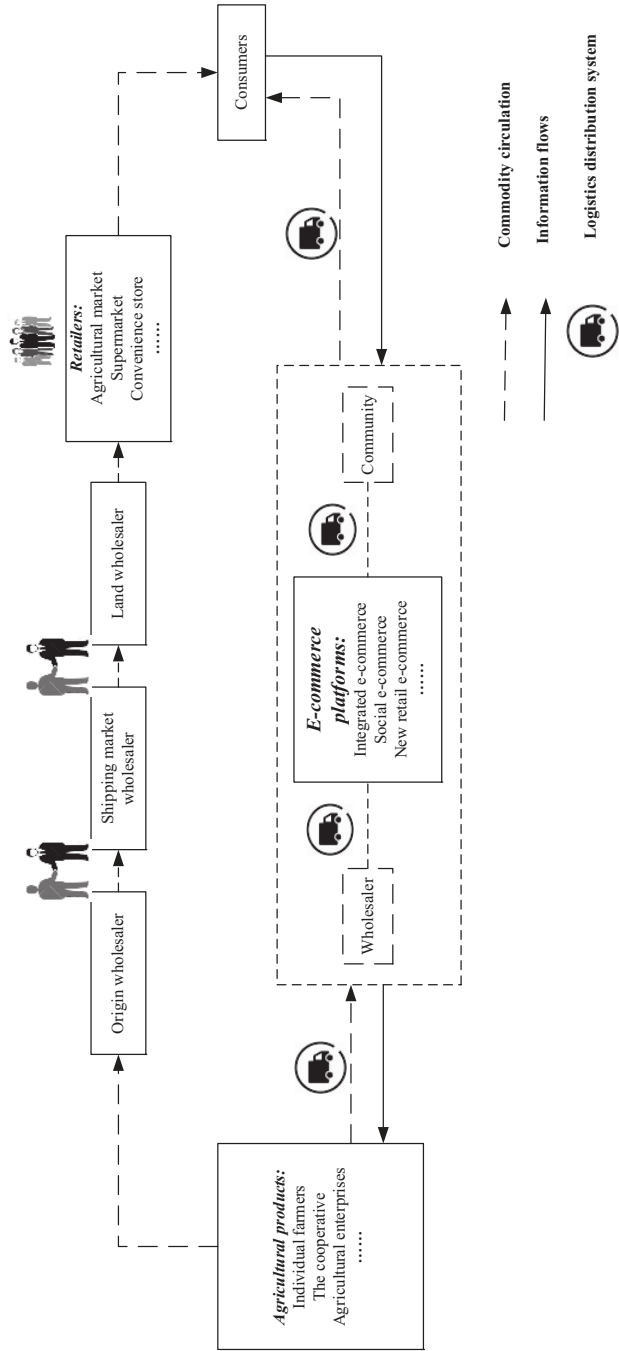 Agricultural products:
Individual farmers
The cooperative
Agricultural enterprises
......
Origin wholesaler
Shipping market
wholesaler
Land wholesaler
Retailers:
Agricultural market
Supermarket
Convenience store
......
Consumers
Wholesaler
E-commerce
platforms:
Integrated e-commerce
Social e-commerce
New retail e-commerce
......
Community
Commodity circulation
Information flows
Logistics distribution system